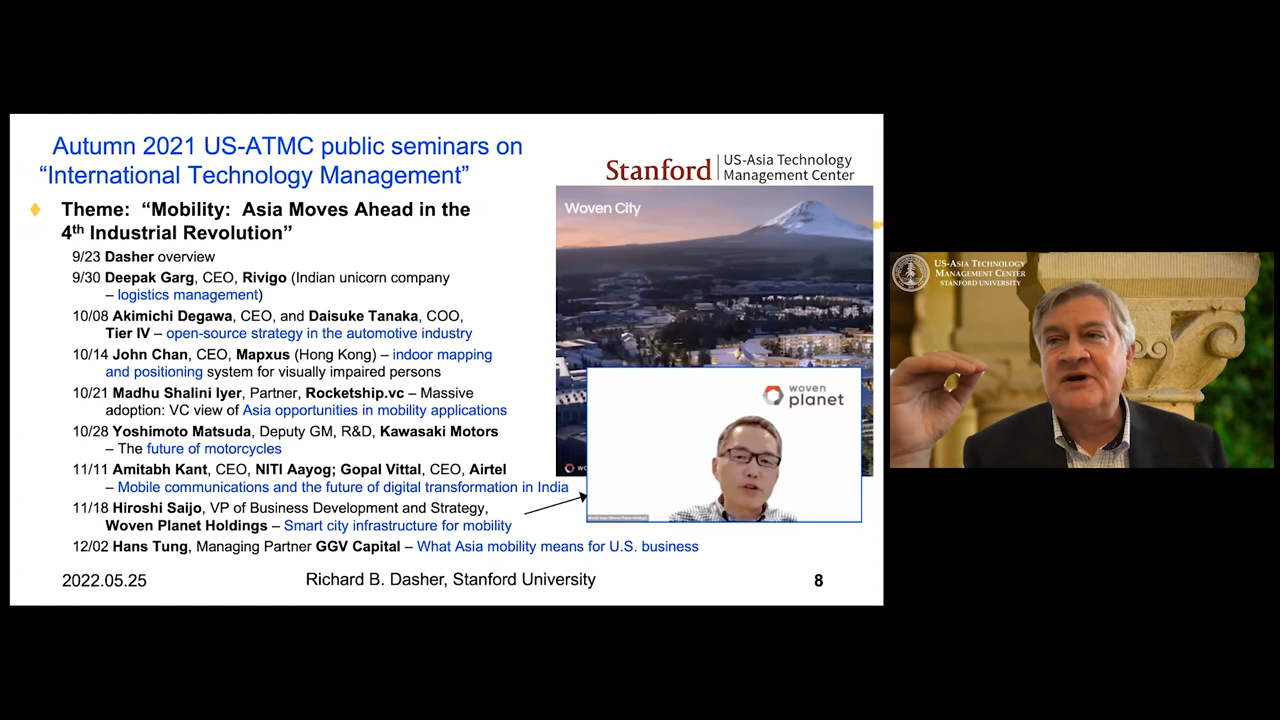 Autumn 2021 US-ATMC public seminars on
“International Technology Management”
Stanford
US-Asia Technology
Management Center
Theme: “Mobility: Asia Moves Ahead in the
4th Industrial Revolution”
9/23 Dasher overview
9/30 Deepak Garg, CEO, Rivigo (Indian unicorn company
– logistics management)
10/08 Akimichi Degawa, CEO, and Daisuke Tanaka, COO,
Tier IV – open-source strategy in the automotive industry
10/14 John Chan, CEO, Mapxus (Hong Kong) – indoor mapping
and positioning system for visually impaired persons
10/21 Madhu Shalini Iyer, Partner, Rocketship.vc – Massive
adoption: VC view of Asia opportunities in mobility applications
10/28 Yoshimoto Matsuda, Deputy GM, R&D, Kawasaki Motors
– The future of motorcycles
11/11 Amitabh Kant, CEO, NITI Aayog; Gopal Vittal, CEO, Airtel
– Mobile communications and the future of digital transformation in India
11/18 Hiroshi Saijo, VP of Business Development and Strategy,
Woven Planet Holdings – Smart city infrastructure for mobility
12/02 Hans Tung, Managing Partner GGV Capital – What Asia mobility means for U.S. business
Woven City
woven
planet
2022.05.25
Richard B. Dasher, Stanford University
8
US-Asia Technology
Management Center
Stanford University